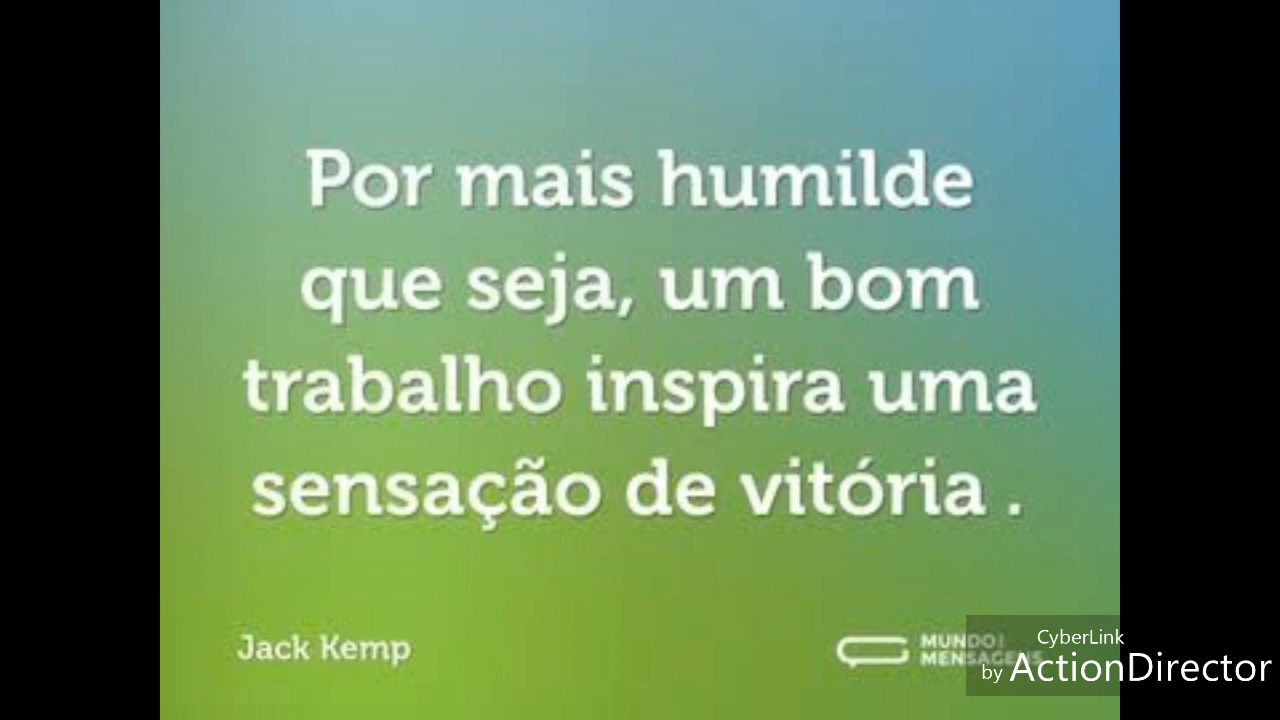 Por mais humilde
que seja, um bom
trabalho inspira uma
sensação de vitória .
Jack Kemp
MUNDO
MENSAGENS
CyberLink
by ActionDirector